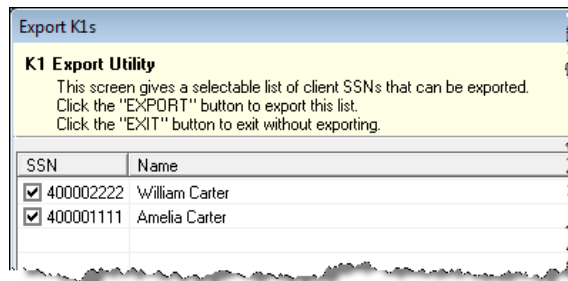 Export K1s
K1 Export Utility
This screen gives a selectable list of client SSNs that can be exported.
Click the "EXPORT" button to export this list.
Click the "EXIT" button to exit without exporting.
SSN Name
400002222 William Carter
400001111 Amelia Carter